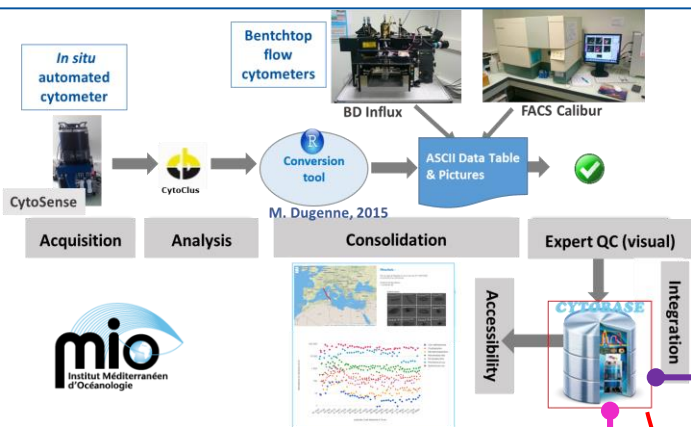 In situ
automated
cytometer
Bentchtop
flow
cytometers
BD Influx
FACS Calibur
CytoSense
CytoClus
R
Conversion
tool
ASCII Data Table
& Pictures
M. Dugenne, 2015
Acquisition
Analysis
Consolidation
Expert QC (visual)
Accessibility
CYTOBASE
Integration
mio
Institut Méditerranéen
d'Océanologie